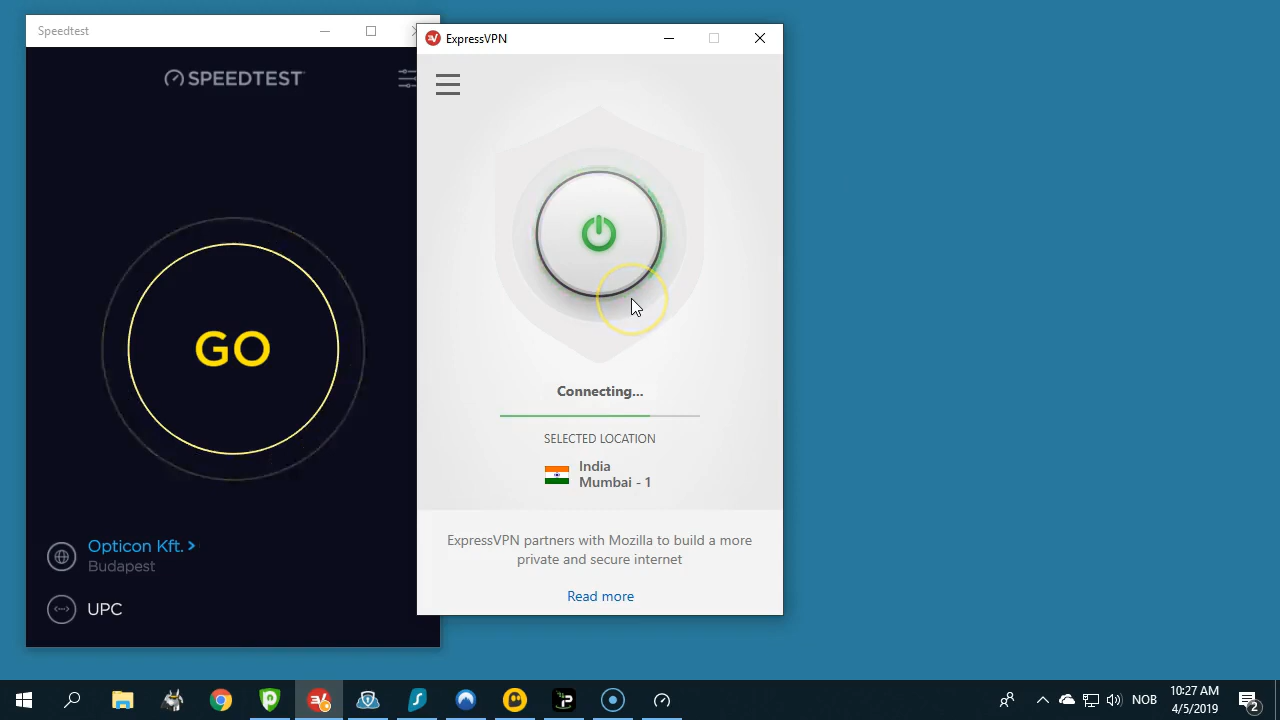 Speedtest
SPEEDTEST
GO
Opticon Kft. >
Budapest
UPC
ExpressVPN
Connecting...
SELECTED LOCATION
India
Mumbai - 1
ExpressVPN partners with Mozilla to build a more
private and secure internet
Read more
NOB
10:27 AM
4/5/2019
2